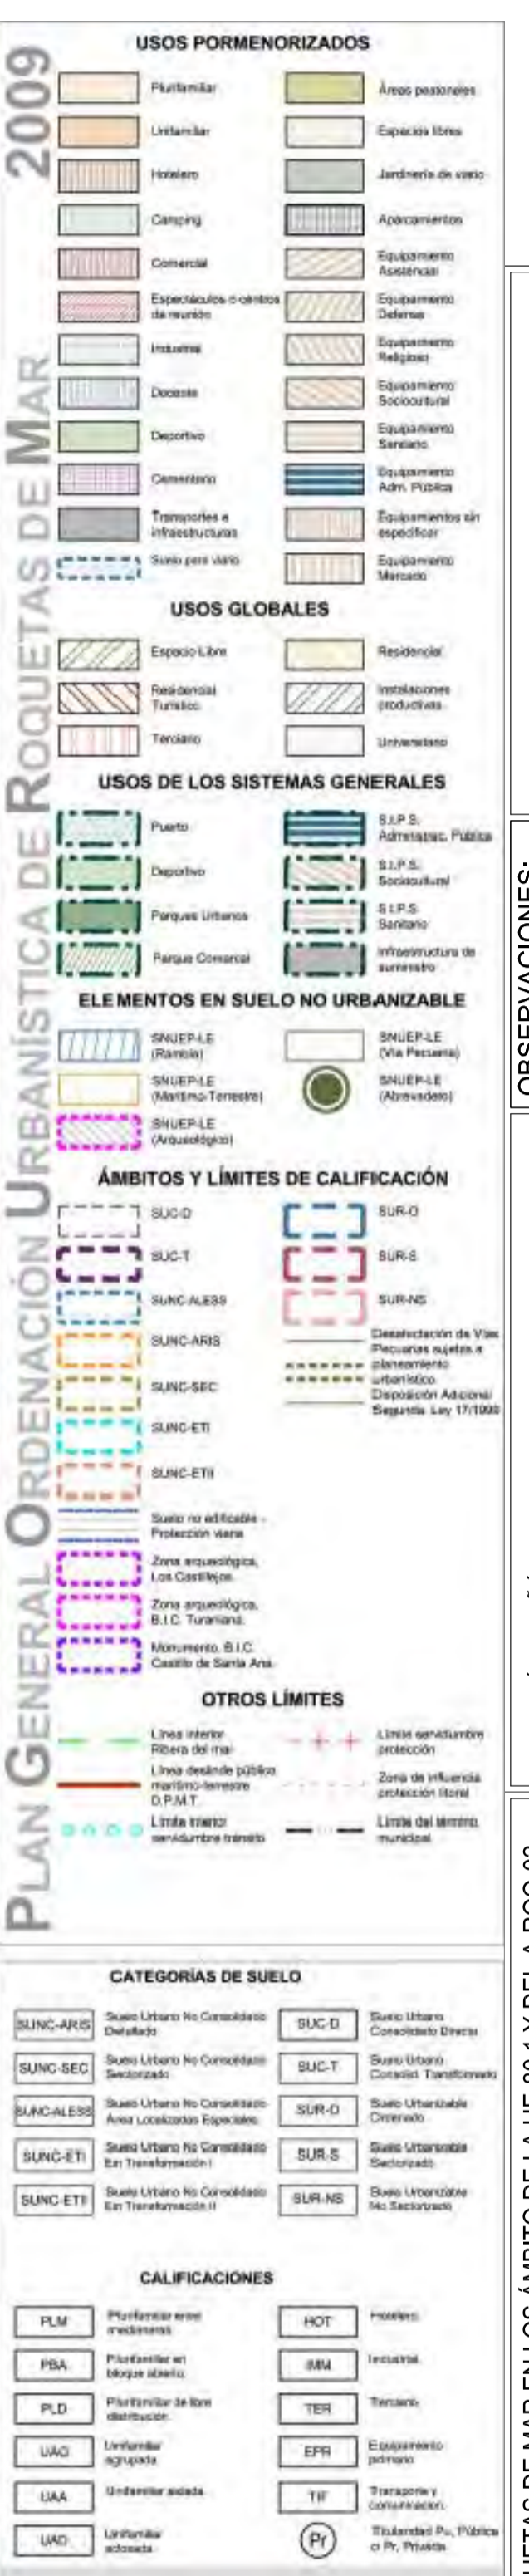 PLAN GENERAL ORDENACIÓN URBANÍSTICA DE ROQUETAS DE MAR 2009
USOS PORMENORIZADOS
Plurifamiliar
Unifamiliar
Hotelero
Camping
Comercial
Espectáculos o centros
de reunión
Industrial
Docente
Deportivo
Cementerio
Transportes e
infraestructuras
Suelo para viario
Áreas peatonales
Espacios libres
Jardinería de viario
Aparcamientos
Equipamiento
Asistencial
Equipamiento
Defensa
Equipamiento
Religioso
Equipamiento
Sociocultural
Equipamiento
Sanitario
Equipamiento
Adm. Pública
Equipamientos sin
especificar
Equipamiento
Mercado
USOS GLOBALES
Espacio Libre
Residencial
Turístico
Terciario
Residencial
Instalaciones
productivas
Universitario
USOS DE LOS SISTEMAS GENERALES
Puerto
Deportivo
Parques Urbanos
Parque Comarcal
S.I.P.S.
Administrac. Pública
S.I.P.S.
Sociocultural
S.I.P.S.
Sanitario
Infraestructura de
suministro
ELEMENTOS EN SUELO NO URBANIZABLE
SNUEP-LE
(Rambla)
SNUEP-LE
(Marítimo-Terrestre)
SNUEP-LE
(Arqueológico)
SNUEP-LE
(Vía Pecuaria)
SNUEP-LE
(Abrevadero)
ÁMBITOS Y LÍMITES DE CALIFICACIÓN
SUC-D
SUC-T
SUNC-ALESS
SUNC-ARIS
SUNC-SEC
SUNC-ETI
SUNC-ETII
Suelo no edificable -
Protección viaria
Zona arqueológica,
Los Castillejos.
Zona arqueológica,
B.I.C. Turaniana.
Monumento, B.I.C.
Castillo de Santa Ana.
SUR-O
SUR-S
SUR-NS
Desafectación de Vías
Pecuarias sujetas a
planeamiento
urbanístico
Disposición Adicional
Segunda. Ley 17/1999
OTROS LÍMITES
Línea interior
Ribera del mar
Línea deslinde público
marítimo-terrestre
D.P.M.T.
Límite interior
servidumbre tránsito
Límite servidumbre
protección
Zona de influencia
protección litoral
Límite del término
municipal
CATEGORÍAS DE SUELO
SUNC-ARIS Suelo Urbano No Consolidado
Detallado
SUNC-SEC Suelo Urbano No Consolidado
Sectorizado
SUNC-ALESS Suelo Urbano No Consolidado
Área Localizados Especiales
SUNC-ETI Suelo Urbano No Consolidado
En Transformación I
SUNC-ETII Suelo Urbano No Consolidado
En Transformación II
SUC-D Suelo Urbano
Consolidado Directo
SUC-T Suelo Urbano
Consolid. Transformado
SUR-O Suelo Urbanizable
Ordenado
SUR-S Suelo Urbanizable
Sectorizado
SUR-NS Suelo Urbanizable
No Sectorizado
CALIFICACIONES
PLM Plurifamiliar entre
medianeras
PBA Plurifamiliar en
bloque abierto.
PLD Plurifamiliar de libre
distribución.
UAG Unifamiliar
agrupada
UAA Unifamiliar aislada
UAD Unifamiliar
adosada
HOT Hotelero.
IMM Industrial.
TER Terciario
EPR Equipamiento
primario
TIF Transporte y
comunicacion.
Pr Titularidad Pu, Pública
o Pr, Privada.
OBSERVACIONES: